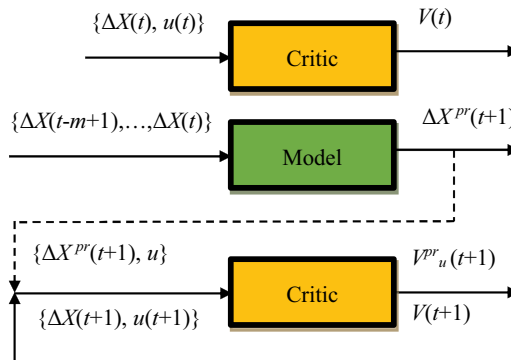 {ΔX(t), u(t)}
Critic
V(t)
{ΔX(t-m+1),…,ΔX(t)}
Model
ΔX^pr(t+1)
{ΔX^pr(t+1), u}
Critic
V^pr_u(t+1)
{ΔX(t+1), u(t+1)}
V(t+1)